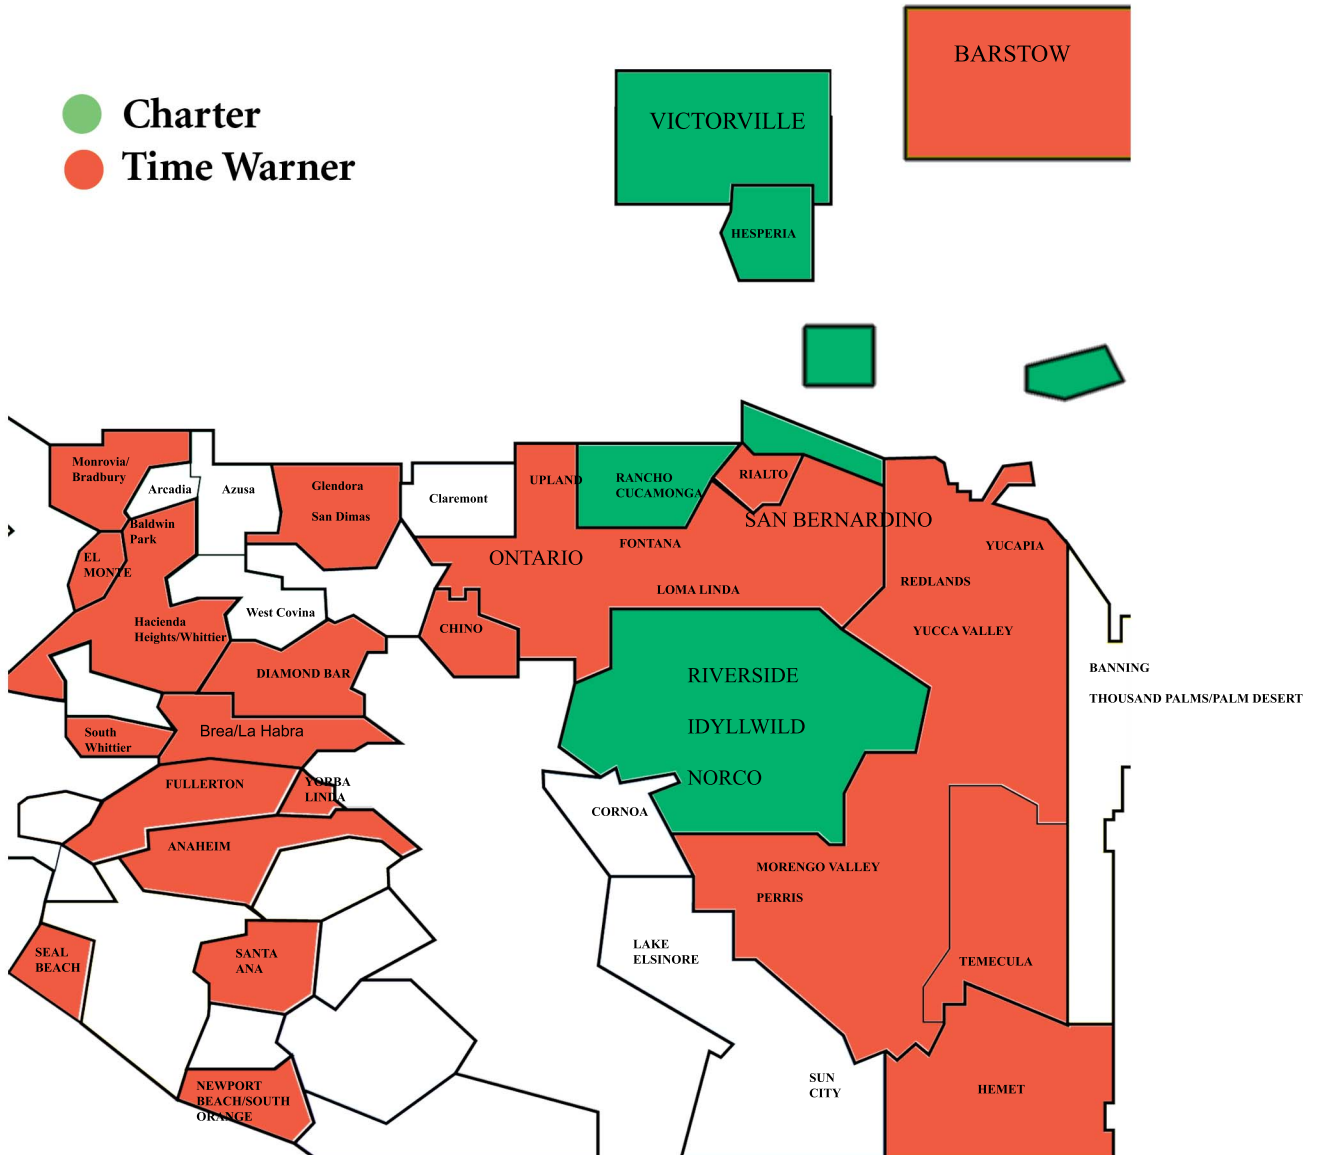 Charter
Time Warner
BARSTOW
VICTORVILLE
HESPERIA
Monrovia/
Bradbury
Arcadia
Azusa
Glendora
San Dimas
Claremont
UPLAND
RANCHO
CUCAMONGA
RIALTO
SAN BERNARDINO
Baldwin
Park
EL
MONTE
ONTARIO
FONTANA
YUCAPIA
LOMA LINDA
REDLANDS
West Covina
Hacienda
Heights/Whittier
CHINO
YUCCA VALLEY
DIAMOND BAR
RIVERSIDE
IDYLLWILD
NORCO
BANNING
THOUSAND PALMS/PALM DESERT
South
Whittier
Brea/La Habra
FULLERTON
YORBA
LINDA
CORNOA
ANAHEIM
MORENGO VALLEY
PERRIS
SEAL
BEACH
SANTA
ANA
LAKE
ELSINORE
TEMECULA
SUN
CITY
HEMET
NEWPORT
BEACH/SOUTH
ORANGE